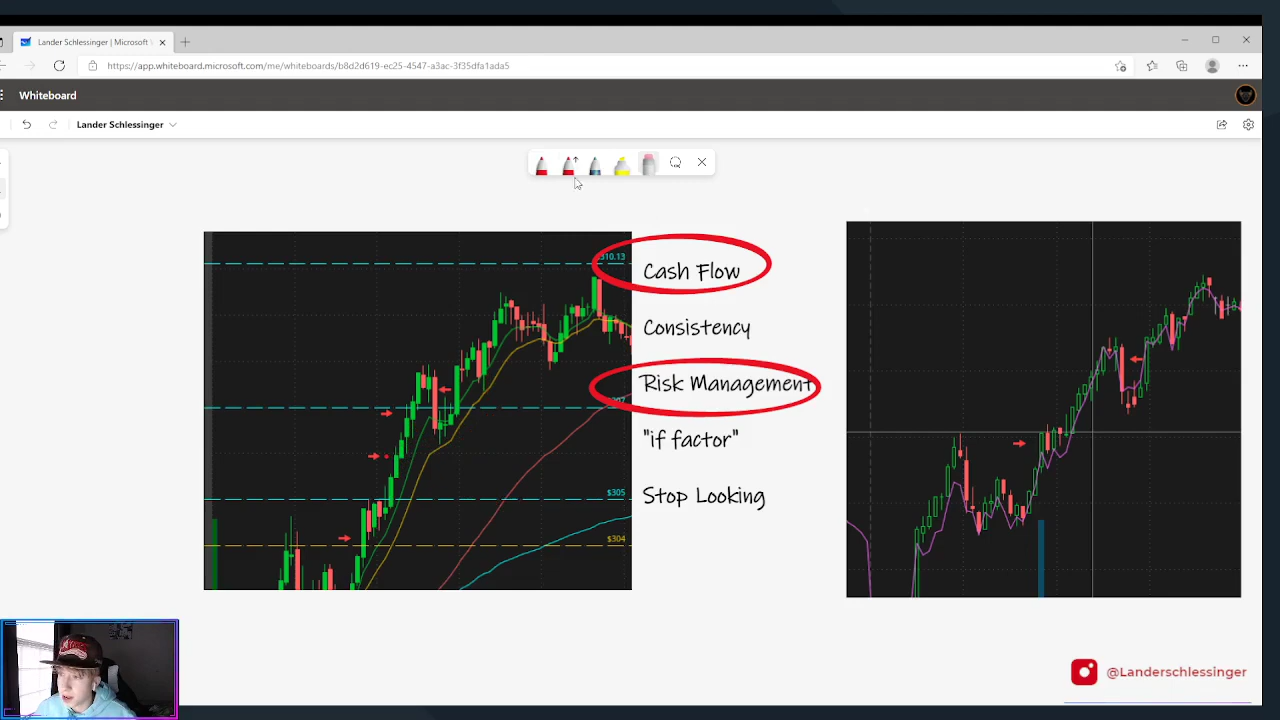 Lander Schlessinger | Microsoft
https://app.whiteboard.microsoft.com/me/whiteboards/b8d2d619-ec25-4547-a3ac-3f35dfa1ada5
Whiteboard
Lander Schlessinger
$310.13
Cash Flow
Consistency
Risk Management
"if factor"
Stop Looking
$305
$304
@Landerschlessinger